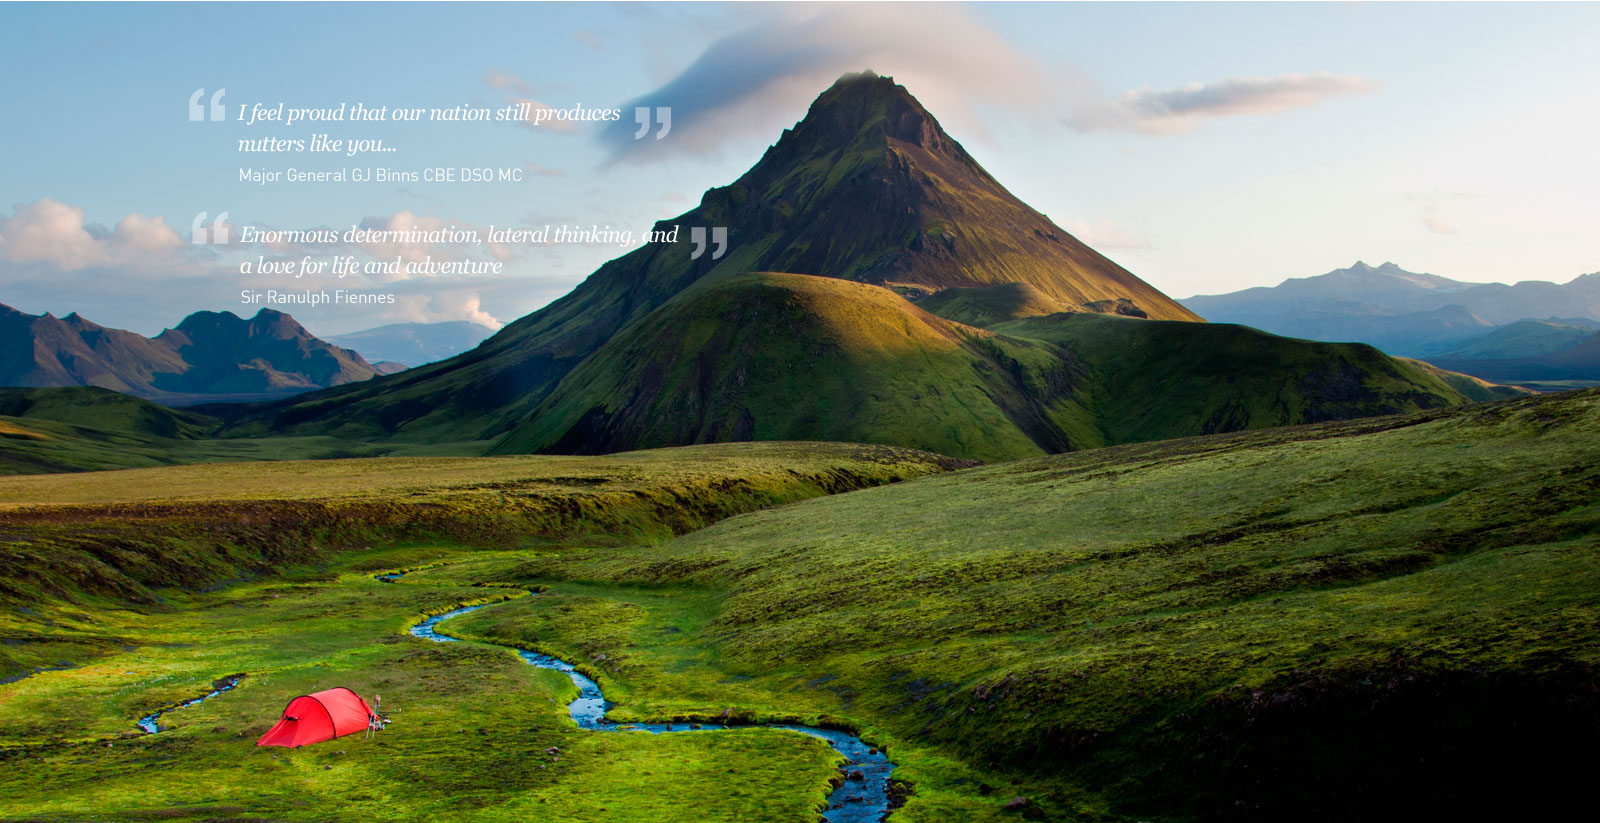 “ I feel proud that our nation still produces ”
nutters like you...
Major General GJ Binns CBE DSO MC
“ Enormous determination, lateral thinking, and ”
a love for life and adventure
Sir Ranulph Fiennes